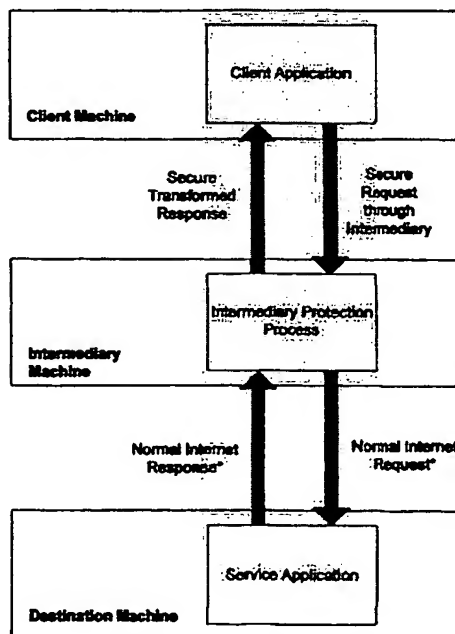 Client Application
Client Machine
Secure
Transformed
Response
Secure
Request
through
Intermediary
Intermediary Protection
Process
Intermediary
Machine
Normal Internet
Response*
Normal Internet
Request*
Service Application
Destination Machine